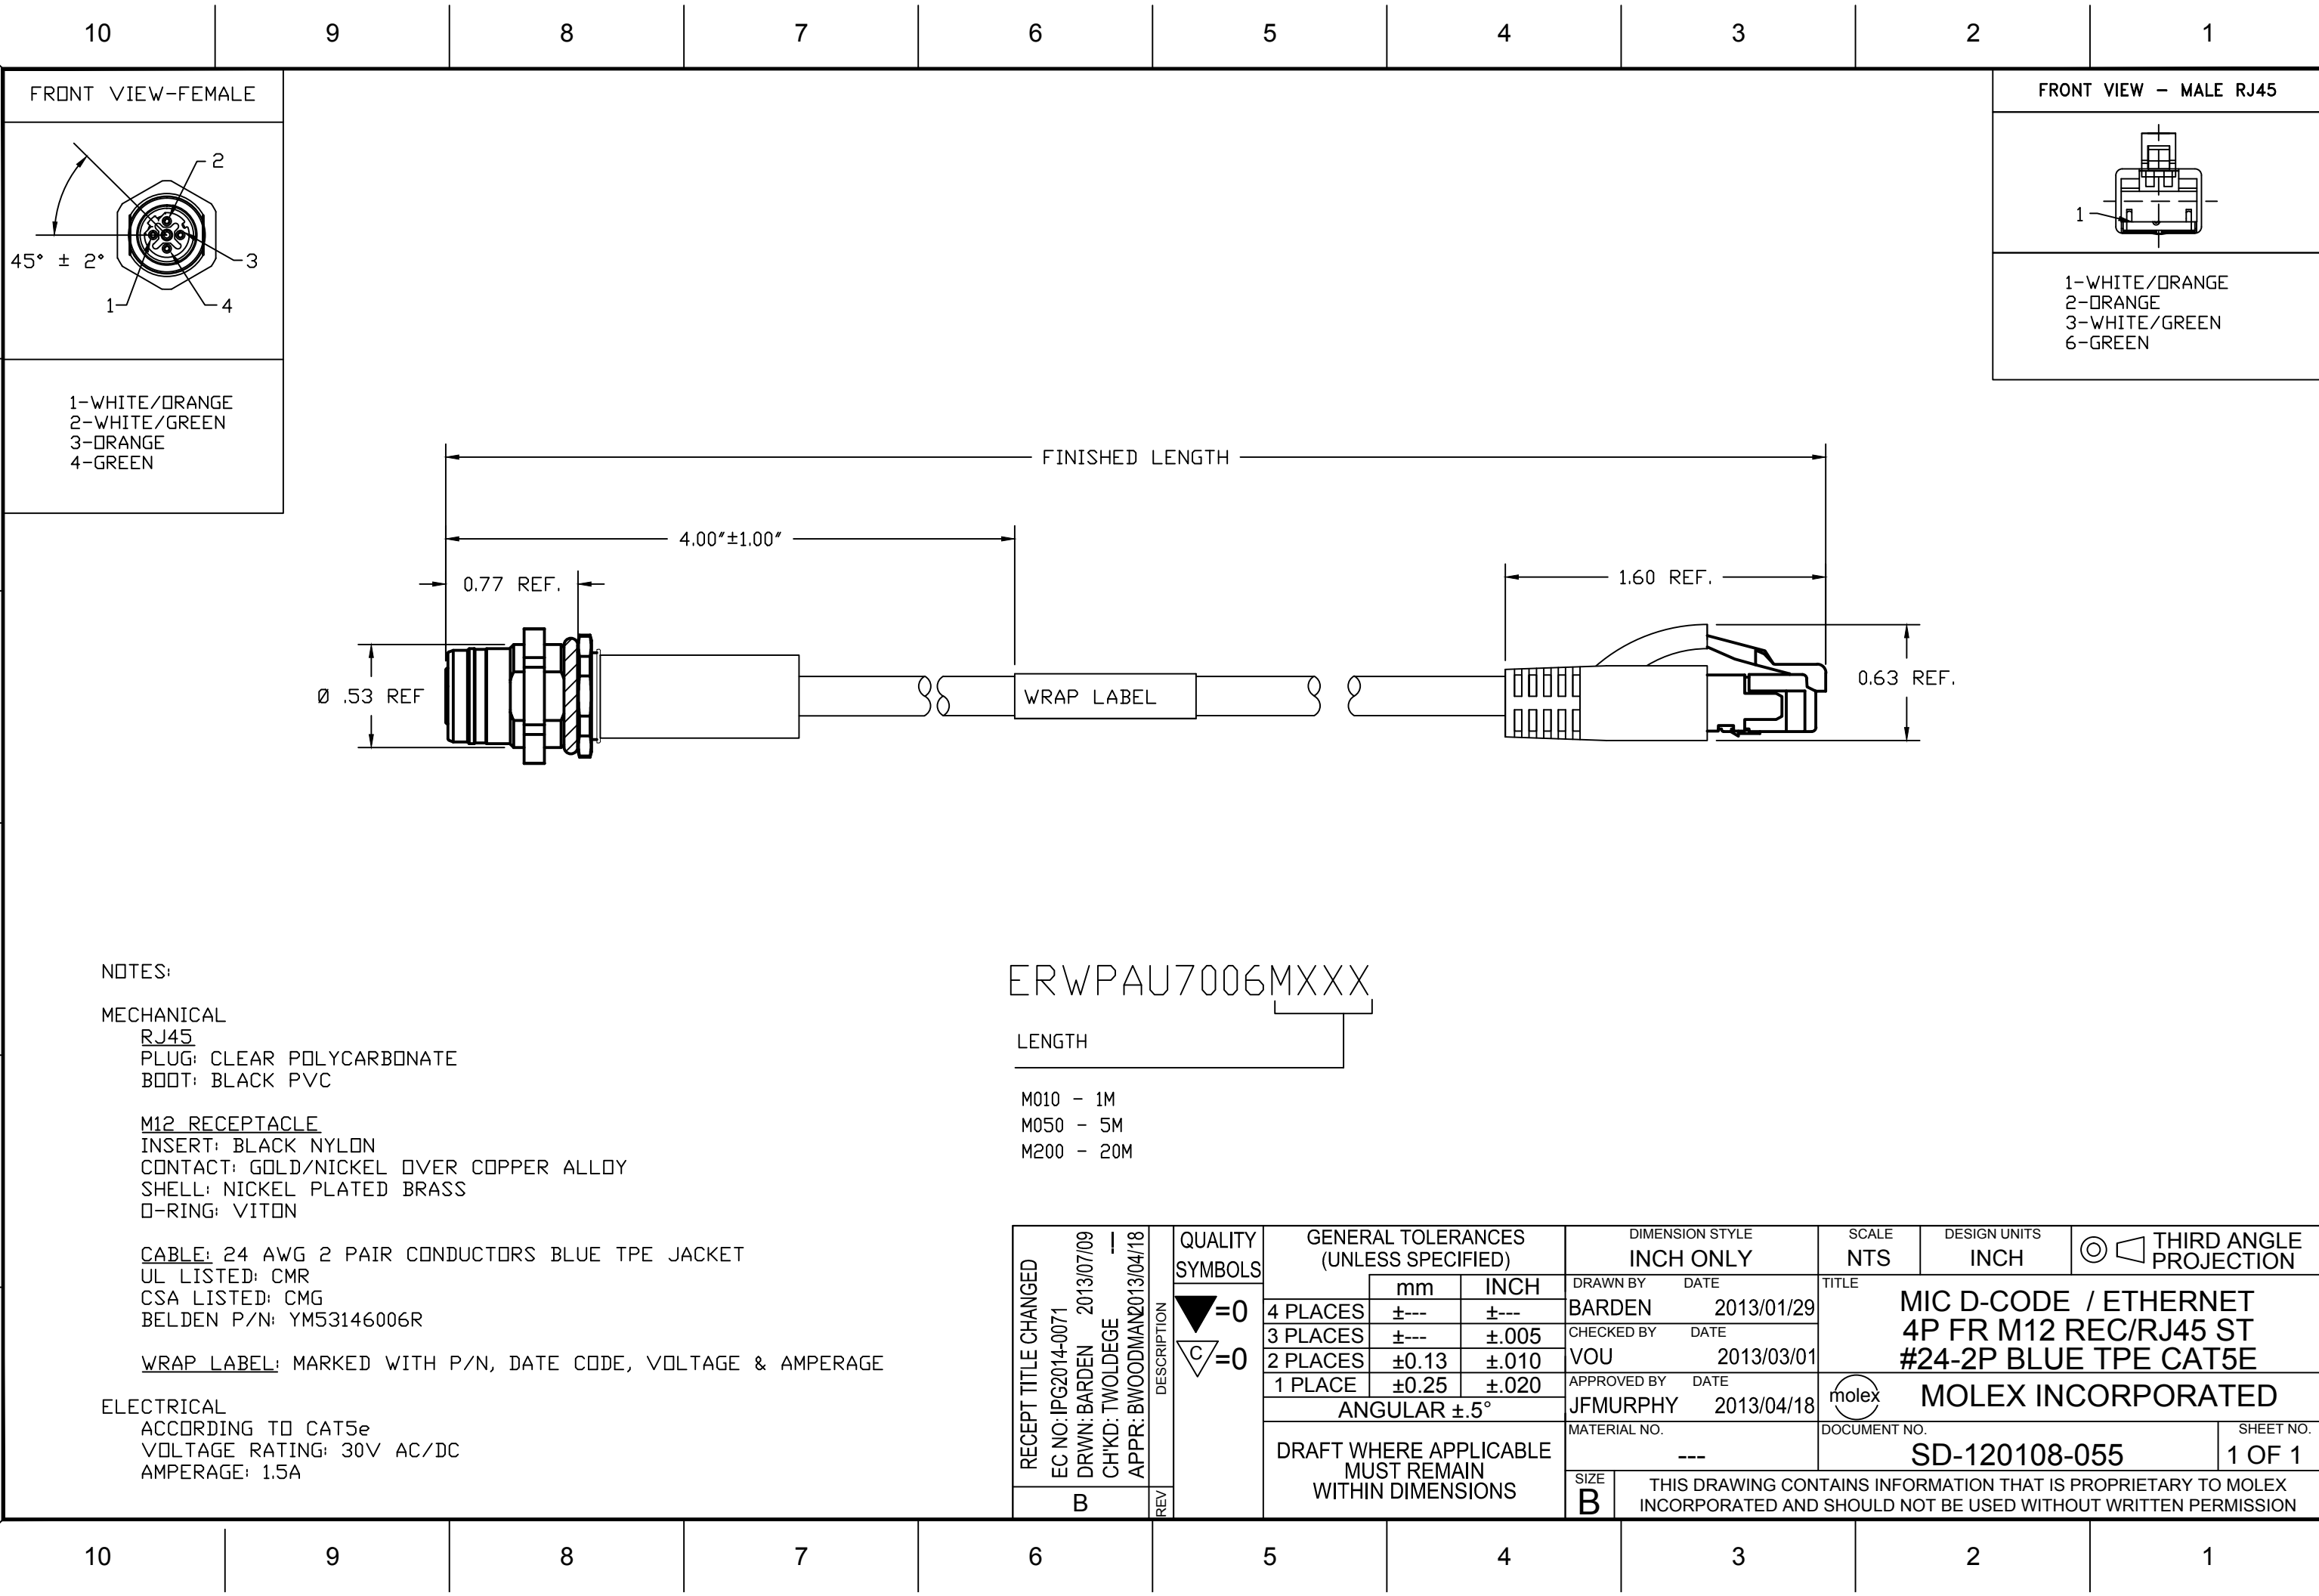 10 9 8 7 6 5 4 3 2 1
FRONT VIEW-FEMALE
2
45° ± 2°
3
1
4
1-WHITE/ORANGE
2-WHITE/GREEN
3-ORANGE
4-GREEN
FRONT VIEW - MALE RJ45
1
1-WHITE/ORANGE
2-ORANGE
3-WHITE/GREEN
6-GREEN
FINISHED LENGTH
4.00"±1.00"
0.77 REF.
1.60 REF.
Ø .53 REF
WRAP LABEL
0.63 REF.
NOTES:
MECHANICAL
RJ45
PLUG: CLEAR POLYCARBONATE
BOOT: BLACK PVC
M12 RECEPTACLE
INSERT: BLACK NYLON
CONTACT: GOLD/NICKEL OVER COPPER ALLOY
SHELL: NICKEL PLATED BRASS
O-RING: VITON
CABLE: 24 AWG 2 PAIR CONDUCTORS BLUE TPE JACKET
UL LISTED: CMR
CSA LISTED: CMG
BELDEN P/N: YM53146006R
WRAP LABEL: MARKED WITH P/N, DATE CODE, VOLTAGE & AMPERAGE
ELECTRICAL
ACCORDING TO CAT5e
VOLTAGE RATING: 30V AC/DC
AMPERAGE: 1.5A
ERWPAU7006MXXX
LENGTH
M010 - 1M
M050 - 5M
M200 - 20M
RECEPT TITLE CHANGED
EC NO: IPG2014-0071
DRWN: BARDEN 2013/07/09
CH'KD: TWOLDEGE ---
APPR: BWOODMAN 2013/04/18
B
DESCRIPTION
REV
QUALITY
SYMBOLS
=0
C =0
GENERAL TOLERANCES
(UNLESS SPECIFIED)
mm INCH
4 PLACES ±--- ±---
3 PLACES ±--- ±.005
2 PLACES ±0.13 ±.010
1 PLACE ±0.25 ±.020
ANGULAR ±.5°
DRAFT WHERE APPLICABLE
MUST REMAIN
WITHIN DIMENSIONS
DIMENSION STYLE
INCH ONLY
SCALE
NTS
DESIGN UNITS
INCH
THIRD ANGLE
PROJECTION
DRAWN BY DATE
BARDEN 2013/01/29
CHECKED BY DATE
VOU 2013/03/01
APPROVED BY DATE
JFMURPHY 2013/04/18
MATERIAL NO.
---
TITLE
MIC D-CODE / ETHERNET
4P FR M12 REC/RJ45 ST
#24-2P BLUE TPE CAT5E
molex MOLEX INCORPORATED
DOCUMENT NO.
SD-120108-055
SHEET NO.
1 OF 1
SIZE
B
THIS DRAWING CONTAINS INFORMATION THAT IS PROPRIETARY TO MOLEX
INCORPORATED AND SHOULD NOT BE USED WITHOUT WRITTEN PERMISSION
10 9 8 7 6 5 4 3 2 1